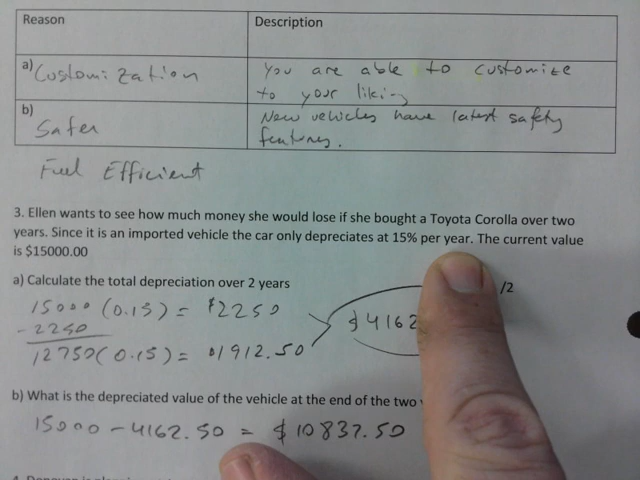 Reason Description
a) Customization You are able to customize
to your liking
b) Safer New vehicles have latest safety
features.
Fuel Efficient
3. Ellen wants to see how much money she would lose if she bought a Toyota Corolla over two
years. Since it is an imported vehicle the car only depreciates at 15% per year. The current value
is $15000.00
a) Calculate the total depreciation over 2 years
/2
15000 (0.15) = $2250
- 2250
$4162
12750(0.15) = $1912.50
b) What is the depreciated value of the vehicle at the end of the two
15000 - 4162.50 = $10837.50